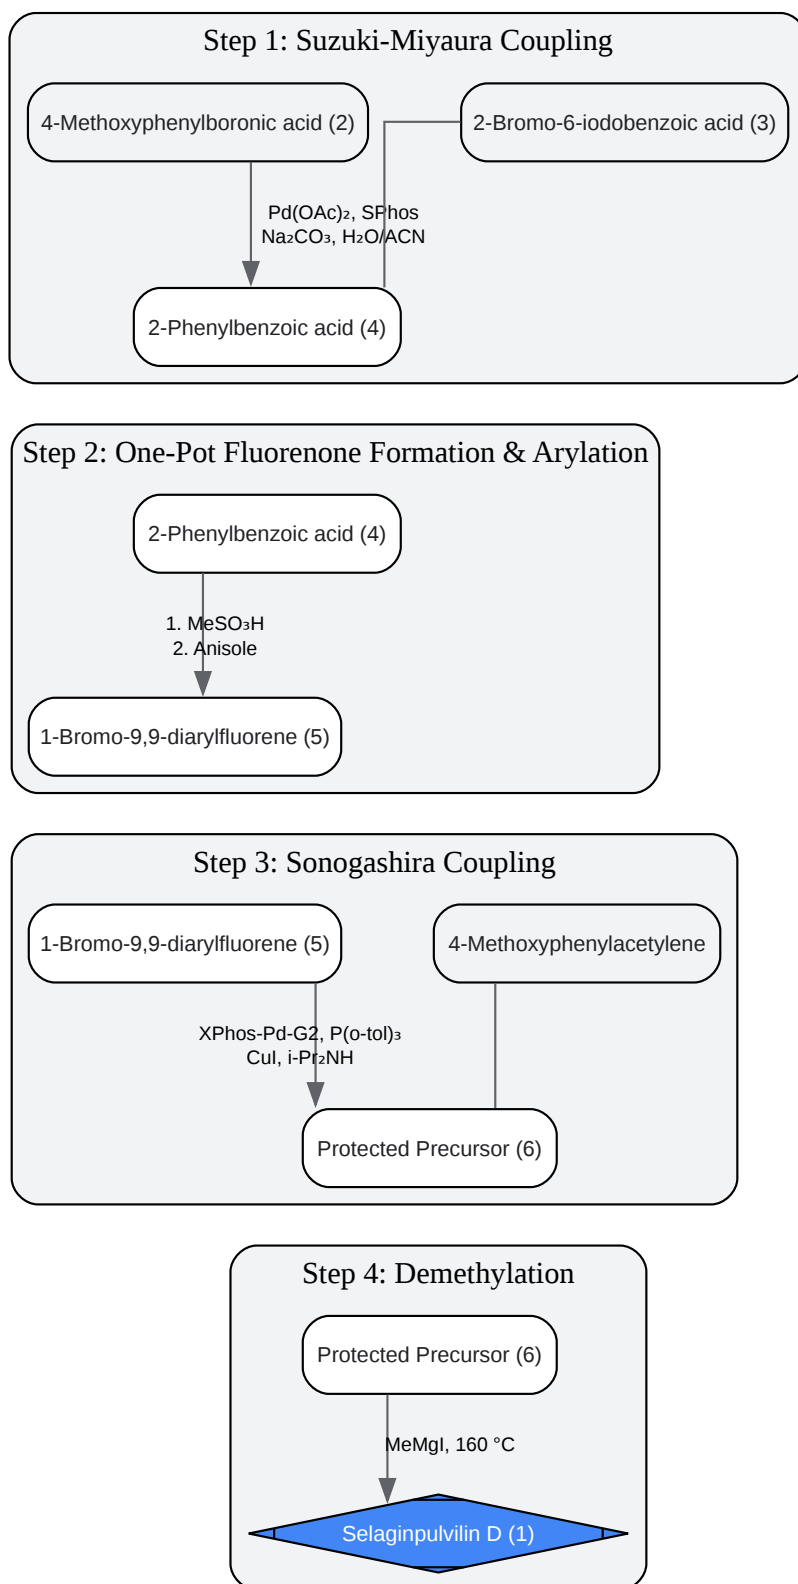 Step 1: Suzuki-Miyaura Coupling
4-Methoxyphenylboronic acid (2)
2-Bromo-6-iodobenzoic acid (3)
Pd(OAc)₂, SPhos
Na₂CO₃, H₂O/ACN
2-Phenylbenzoic acid (4)
Step 2: One-Pot Fluorenone Formation & Arylation
2-Phenylbenzoic acid (4)
1. MeSO₃H
2. Anisole
1-Bromo-9,9-diarylfluorene (5)
Step 3: Sonogashira Coupling
1-Bromo-9,9-diarylfluorene (5)
4-Methoxyphenylacetylene
XPhos-Pd-G2, P(o-tol)₃
CuI, i-Pr₂NH
Protected Precursor (6)
Step 4: Demethylation
Protected Precursor (6)
MeMgI, 160 °C
Selaginpulvilin D (1)